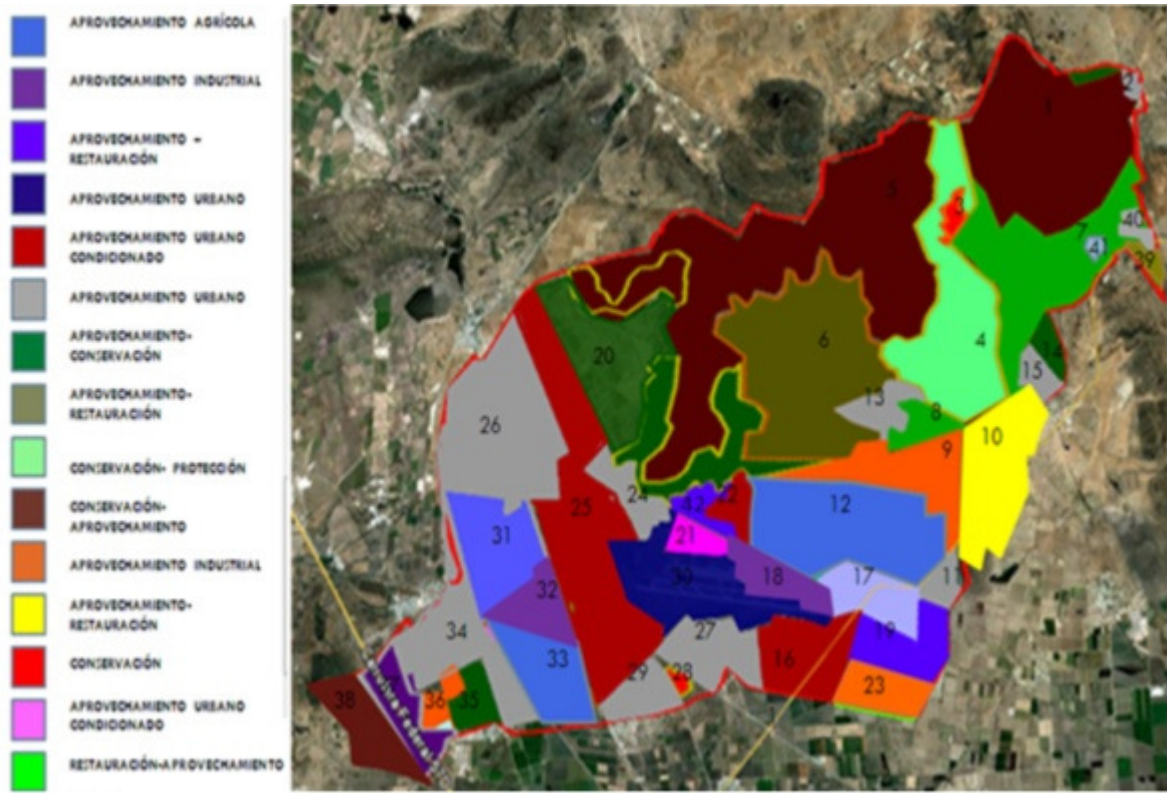 APROVECHAMIENTO AGRÍCOLA
APROVECHAMIENTO INDUSTRIAL
APROVECHAMIENTO –
RESTAURACIÓN
APROVECHAMIENTO URBANO
APROVECHAMIENTO URBANO
CONDICIONADO
APROVECHAMIENTO URBANO
APROVECHAMIENTO-
CONSERVACIÓN
APROVECHAMIENTO-
RESTAURACIÓN
CONSERVACIÓN- PROTECCIÓN
CONSERVACIÓN-
APROVECHAMIENTO
APROVECHAMIENTO INDUSTRIAL
APROVECHAMIENTO-
RESTAURACIÓN
CONSERVACIÓN
APROVECHAMIENTO URBANO
CONDICIONADO
RESTAURACIÓN-APROVECHAMIENTO
1
2
5
3
40
7
41
39
4
20
6
14
15
13
8
26
10
9
24
25
22
12
42
31
21
30
18
17
11
32
19
34
27
33
16
29
28
23
38
36
35